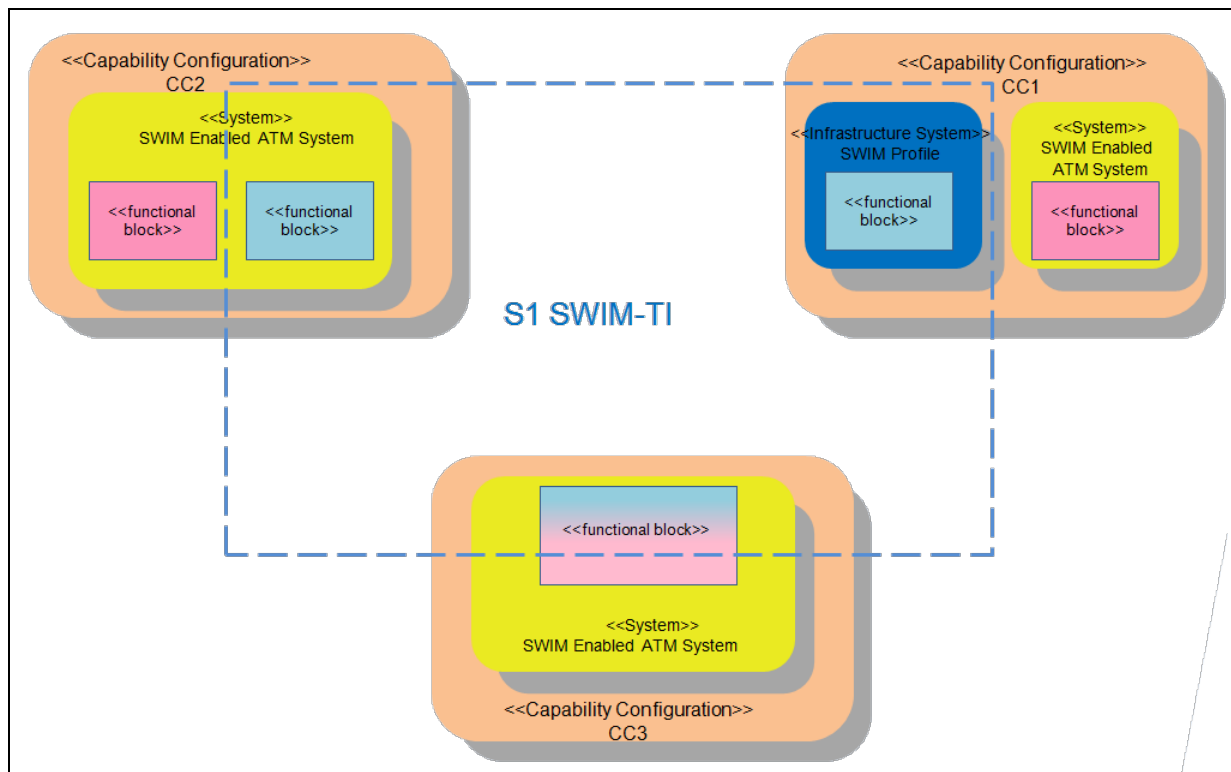 <<Capability Configuration>>
CC2
<<System>>
SWIM Enabled ATM System
<<functional
block>>
<<functional
block>>
<<Capability Configuration>>
CC1
<<Infrastructure System>>
SWIM Profile
<<functional
block>>
<<System>>
SWIM Enabled
ATM System
<<functional
block>>
S1 SWIM-TI
<<functional block>>
<<System>>
SWIM Enabled ATM System
<<Capability Configuration>>
CC3